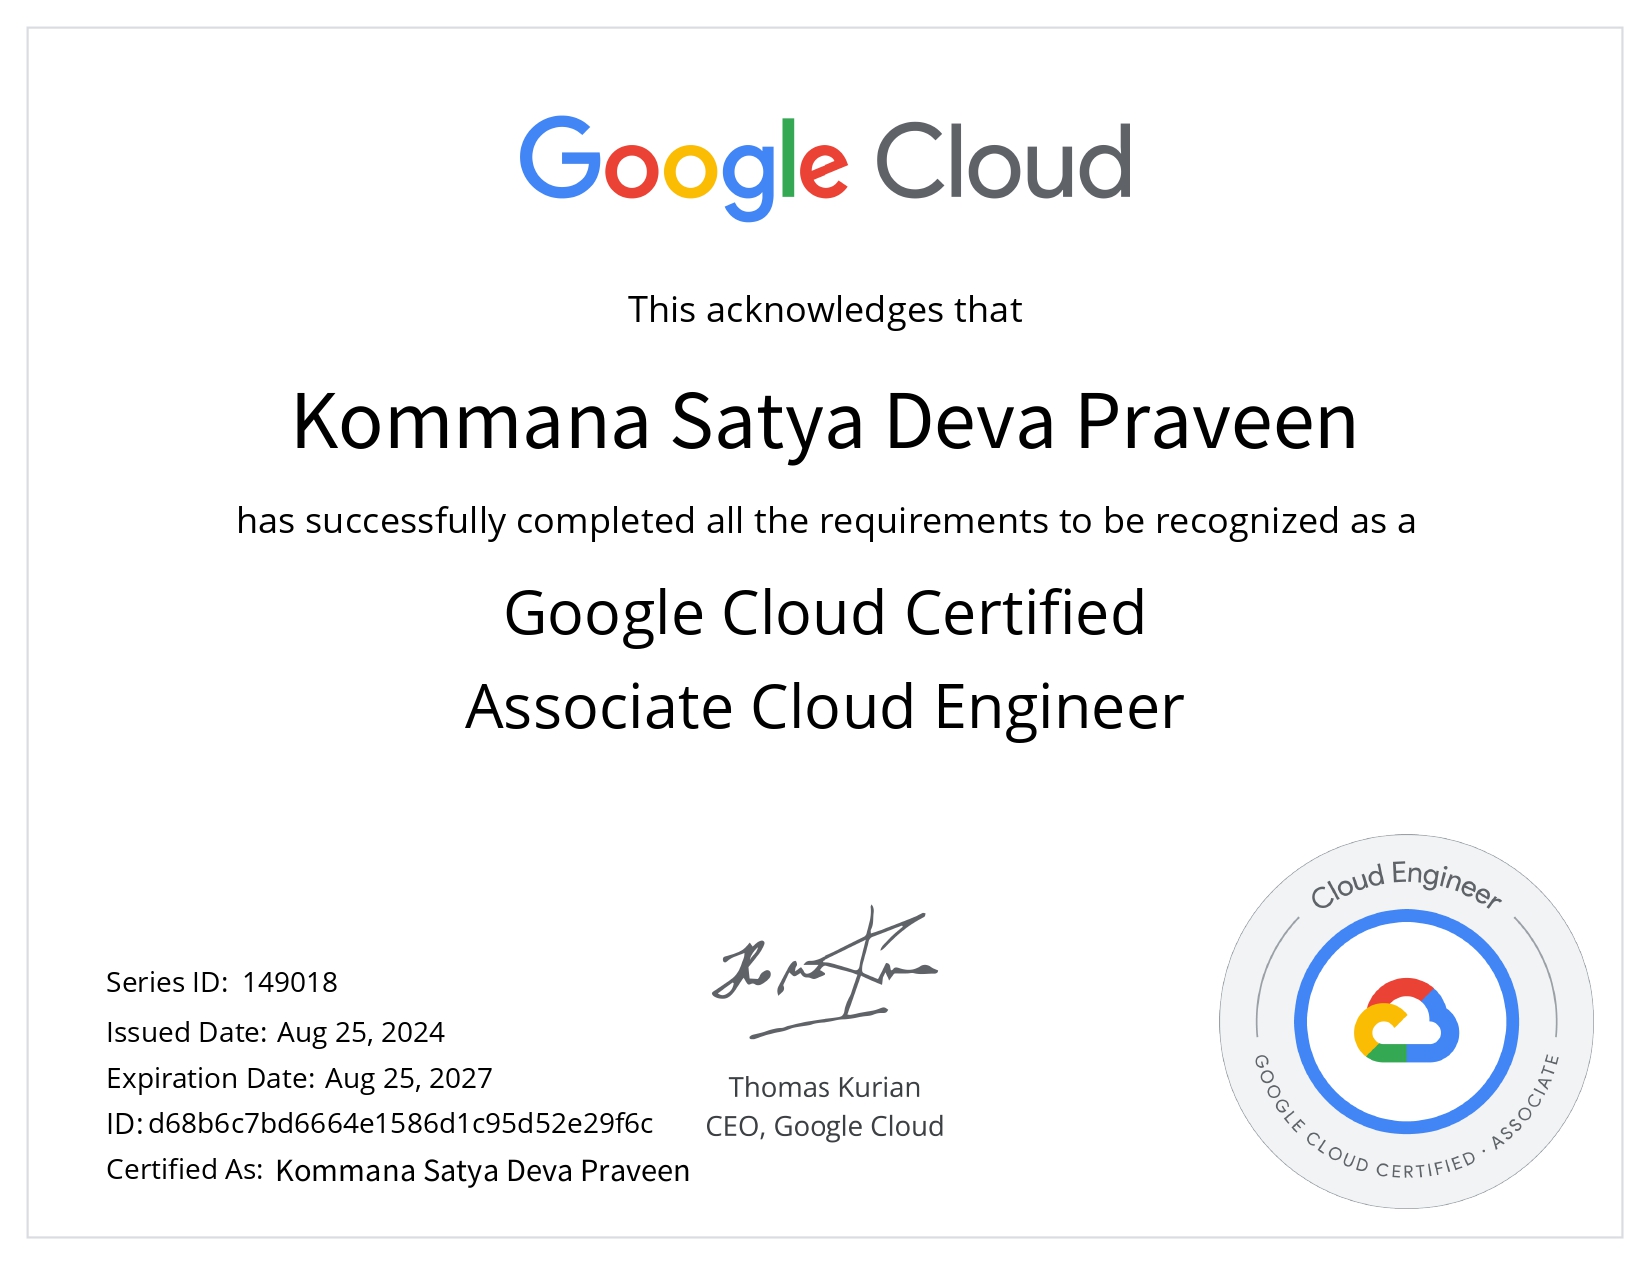 Google Cloud
This acknowledges that
Kommana Satya Deva Praveen
has successfully completed all the requirements to be recognized as a
Google Cloud Certified
Associate Cloud Engineer
Series ID: 149018
Issued Date: Aug 25, 2024
Expiration Date: Aug 25, 2027
ID: d68b6c7bd6664e1586d1c95d52e29f6c
Certified As: Kommana Satya Deva Praveen
Thomas Kurian
CEO, Google Cloud
Cloud Engineer
GOOGLE CLOUD CERTIFIED · ASSOCIATE